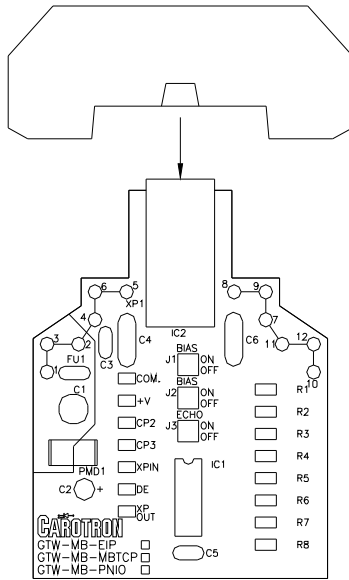 6 5 8 9
XP1
4 7
IC2
3 2 C3 C4 C6 11 12
BIAS
J1 ON
OFF
FU1
1 10
COM.
BIAS
J2 ON
OFF
R1
C1
+V
R2
ECHO
J3 ON
OFF
CP2
R3
CP3
R4
PMD1
XPIN
IC1
R5
C2 +
DE
R6
XP
OUT
R7
CAROTRON
GTW-MB-EIP
C5
R8
GTW-MB-MBTCP
GTW-MB-PNIO